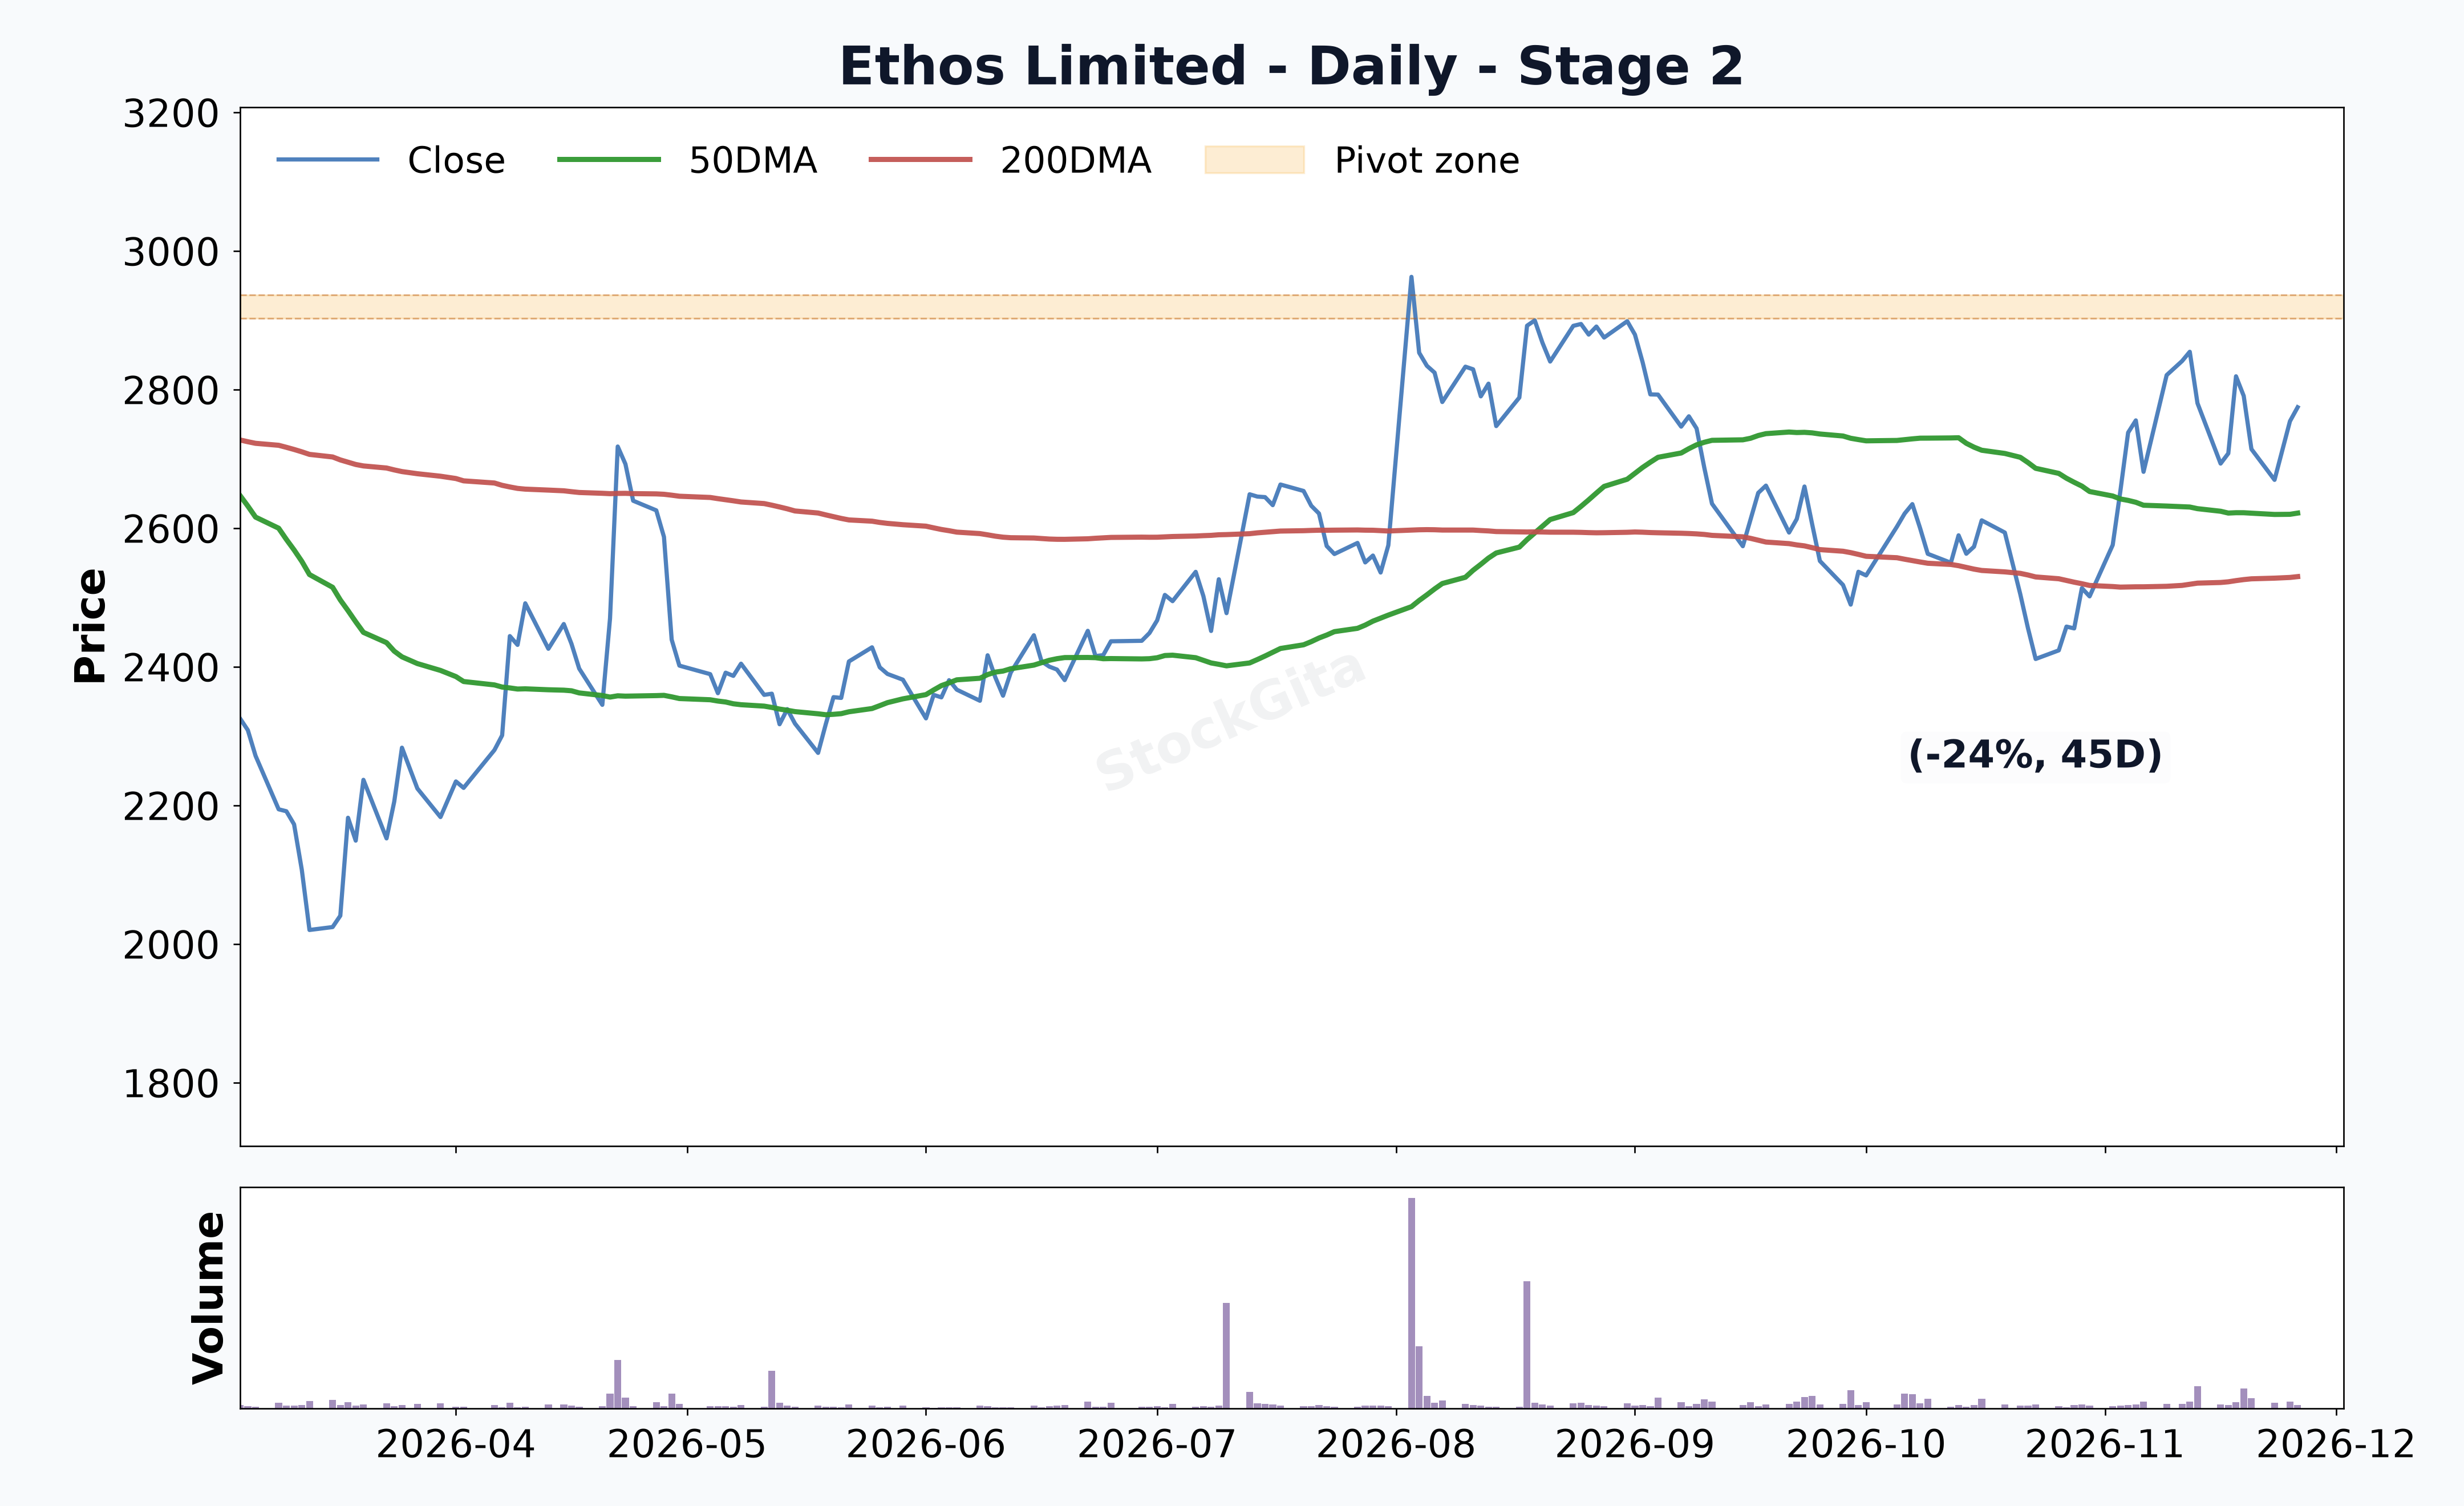 Ethos Limited - Daily - Stage 2
Close 50DMA 200DMA Pivot zone
3200
3000
2800
2600
2400
2200
2000
1800
Price
StockGita
(-24%, 45D)
Volume
2026-04 2026-05 2026-06 2026-07 2026-08 2026-09 2026-10 2026-11 2026-12